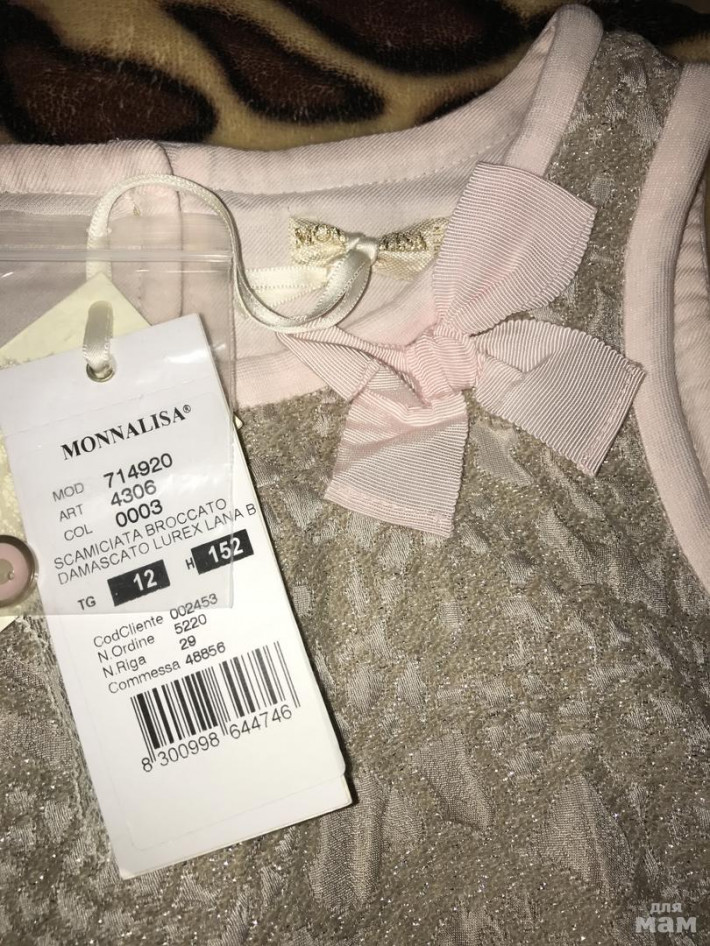 MONNALISA
MONNALISA®
MOD 714920
ART 4306
COL 0003
SCAMICIATA BROCCATO
DAMASCATO LUREX LANA B
TG 12 H 152
CodCliente 002453
N.Ordine 5220
N.Riga 29
Commessa 48856
8 300998 644746
для
мам